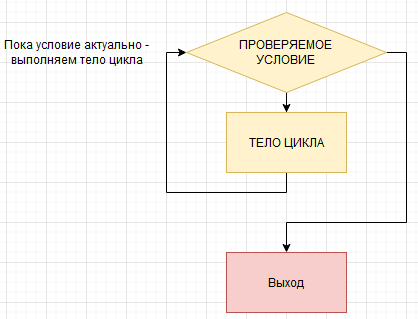 Пока условие актуально -
выполняем тело цикла
ПРОВЕРЯЕМОЕ
УСЛОВИЕ
ТЕЛО ЦИКЛА
Выход